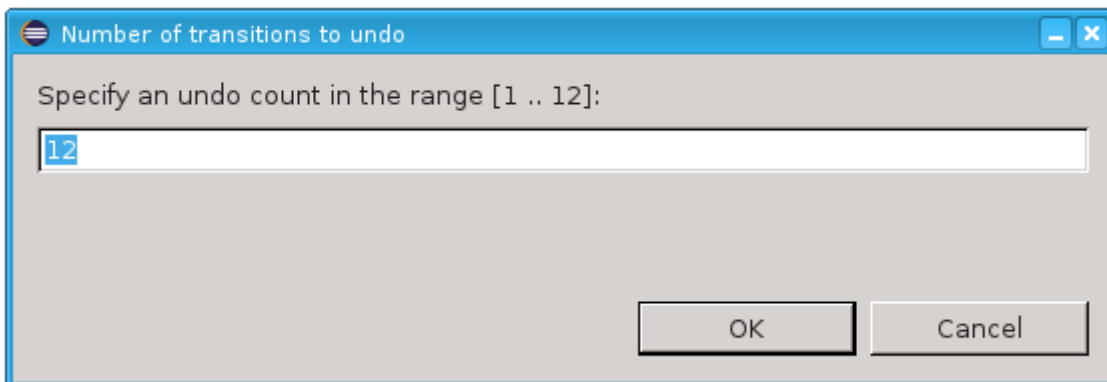 Number of transitions to undo
Specify an undo count in the range [1 .. 12]:
12
OK Cancel